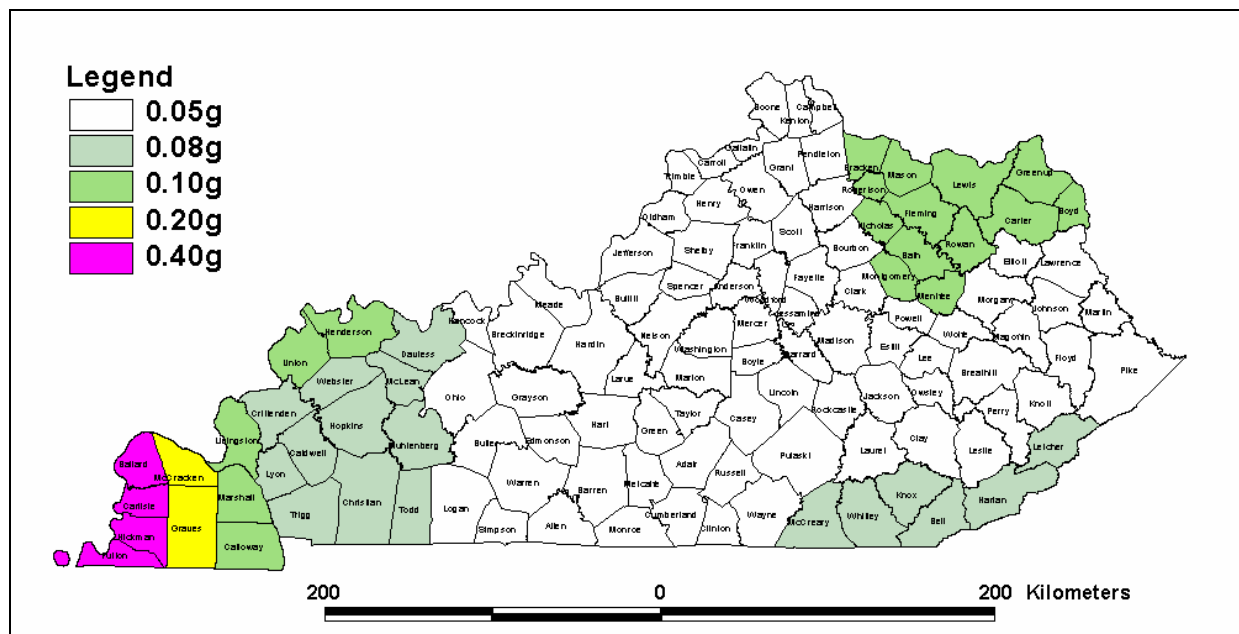 Legend
0.05g
0.08g
0.10g
0.20g
0.40g
Boone
Campbell
Kenton
Gallatin
Carroll
Trimble
Grant
Pendleton
Bracken
Mason
Robertson
Lewis
Greenup
Boyd
Carter
Owen
Henry
Oldham
Harrison
Nicholas
Fleming
Rowan
Bath
Scott
Franklin
Shelby
Jefferson
Bourbon
Elliott
Lawrence
Montgomery
Menifee
Fayette
Clark
Anderson
Spencer
Bullitt
Woodford
Jessamine
Meade
Hancock
Breckinridge
Hardin
Nelson
Mercer
Washington
Boyle
Garrard
Madison
Powell
Estill
Lee
Wolfe
Morgan
Magoffin
Johnson
Martin
Floyd
Pike
Henderson
Union
Daviess
Webster
McLean
Ohio
Grayson
Larue
Marion
Taylor
Casey
Lincoln
Rockcastle
Jackson
Owsley
Breathitt
Perry
Knott
Letcher
Crittenden
Hopkins
Muhlenberg
Butler
Edmonson
Hart
Green
Adair
Russell
Pulaski
Laurel
Clay
Leslie
Harlan
Livingston
Caldwell
Lyon
Ballard
McCracken
Carlisle
Marshall
Trigg
Christian
Todd
Logan
Warren
Barren
Metcalfe
Cumberland
Clinton
Wayne
McCreary
Whitley
Knox
Bell
Hickman
Graves
Fulton
Calloway
Simpson
Allen
Monroe
200 0 200 Kilometers